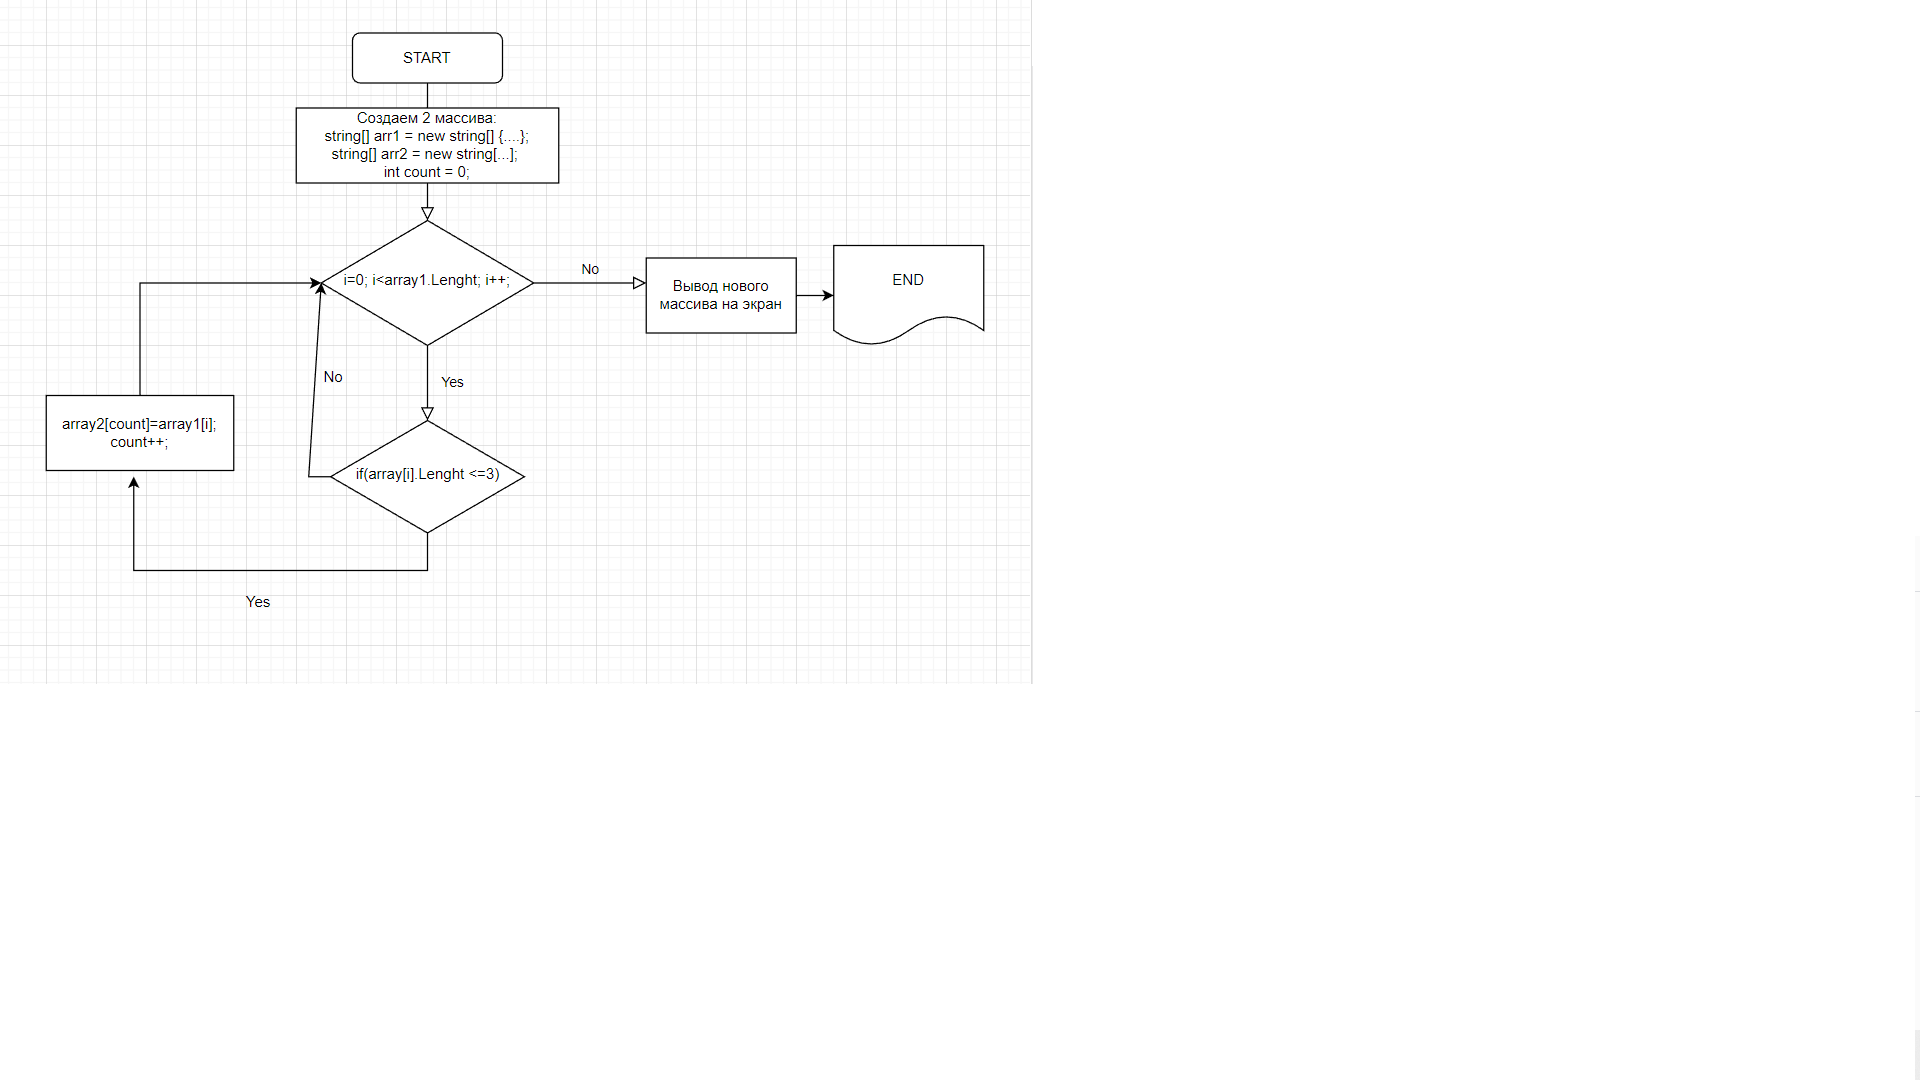 START
Создаем 2 массива:
string[] arr1 = new string[] {....};
string[] arr2 = new string[...];
int count = 0;
i=0; i<array1.Lenght; i++;
No
Вывод нового
массива на экран
END
No
Yes
array2[count]=array1[i];
count++;
if(array[i].Lenght <=3)
Yes